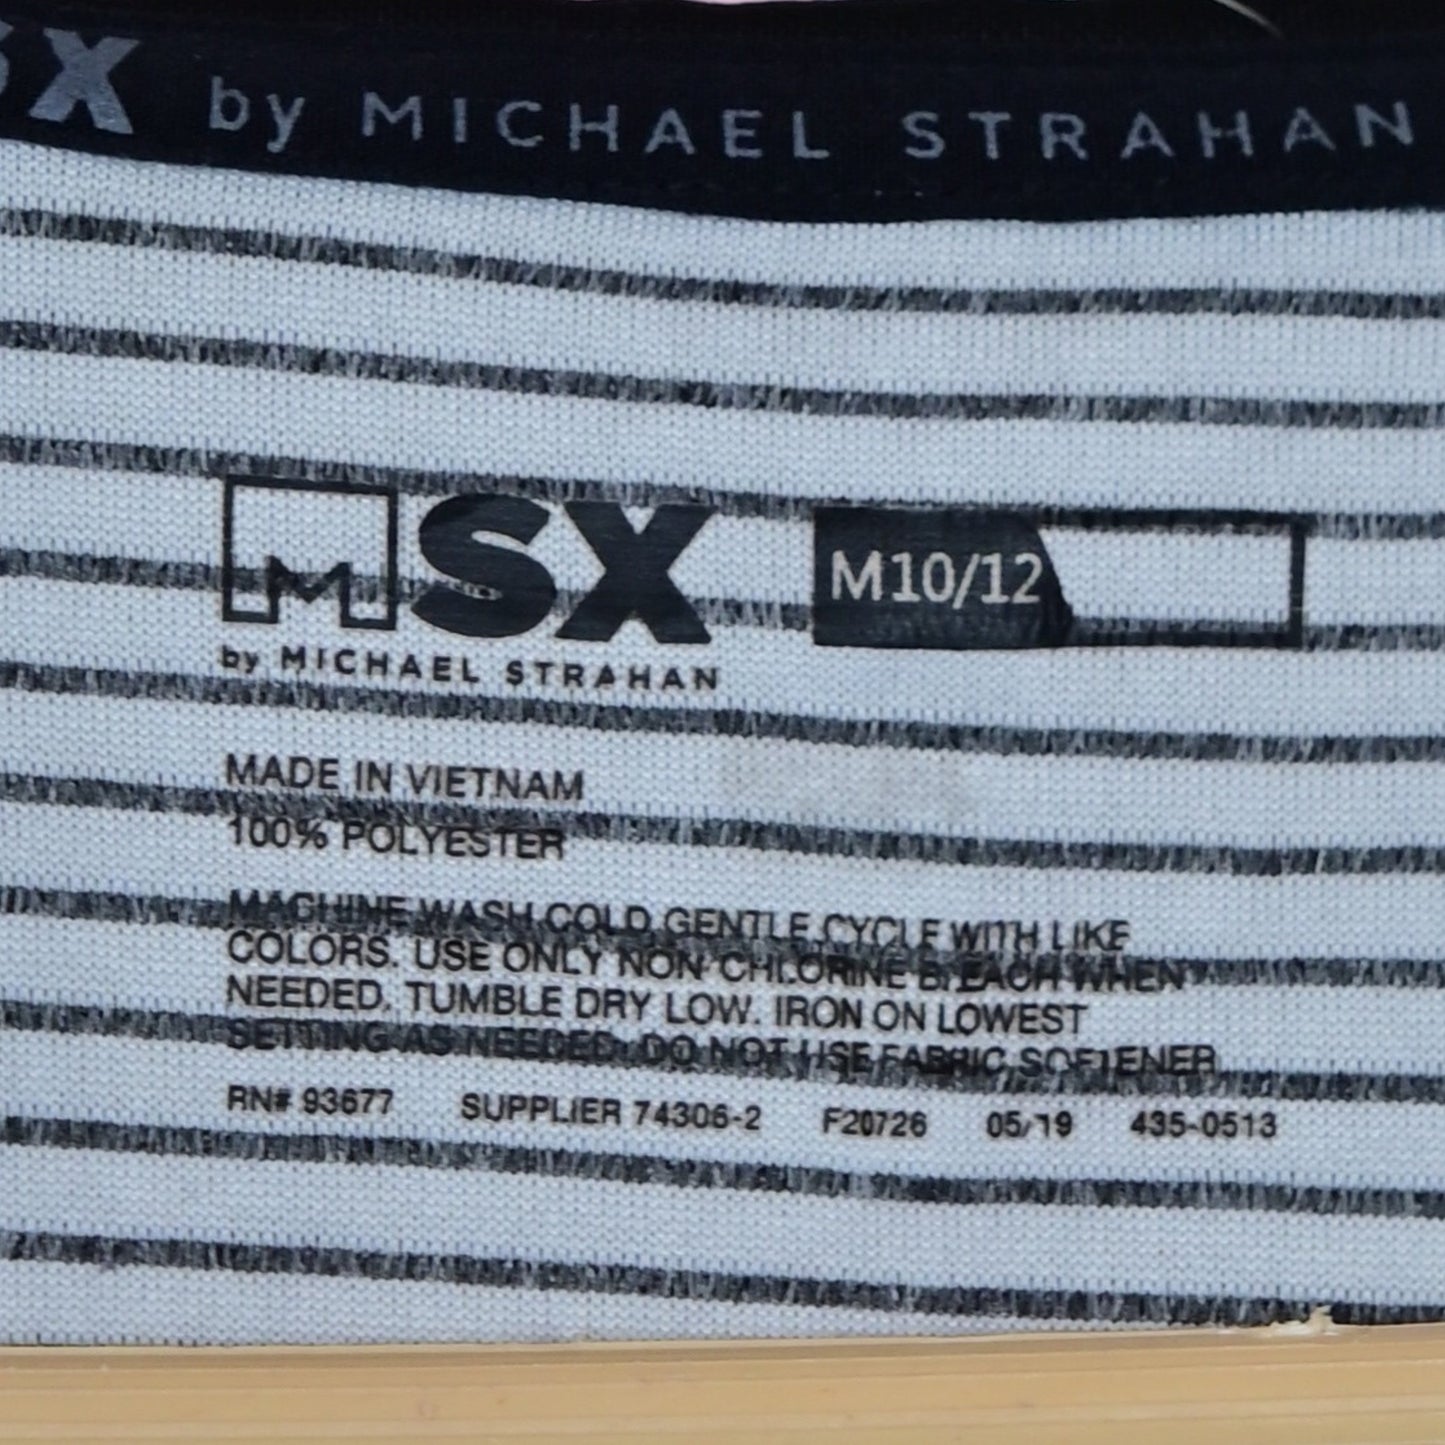 SX by MICHAEL STRAHAN
MSX M10/12
by MICHAEL STRAHAN
MADE IN VIETNAM
100% POLYESTER
MACHINE WASH COLD GENTLE CYCLE WITH LIKE
COLORS. USE ONLY NON-CHLORINE BLEACH WHEN
NEEDED. TUMBLE DRY LOW. IRON ON LOWEST
SETTING AS NEEDED. DO NOT USE FABRIC SOFTENER
RN# 93677 SUPPLIER 74306-2 F20726 05/19 435-0513